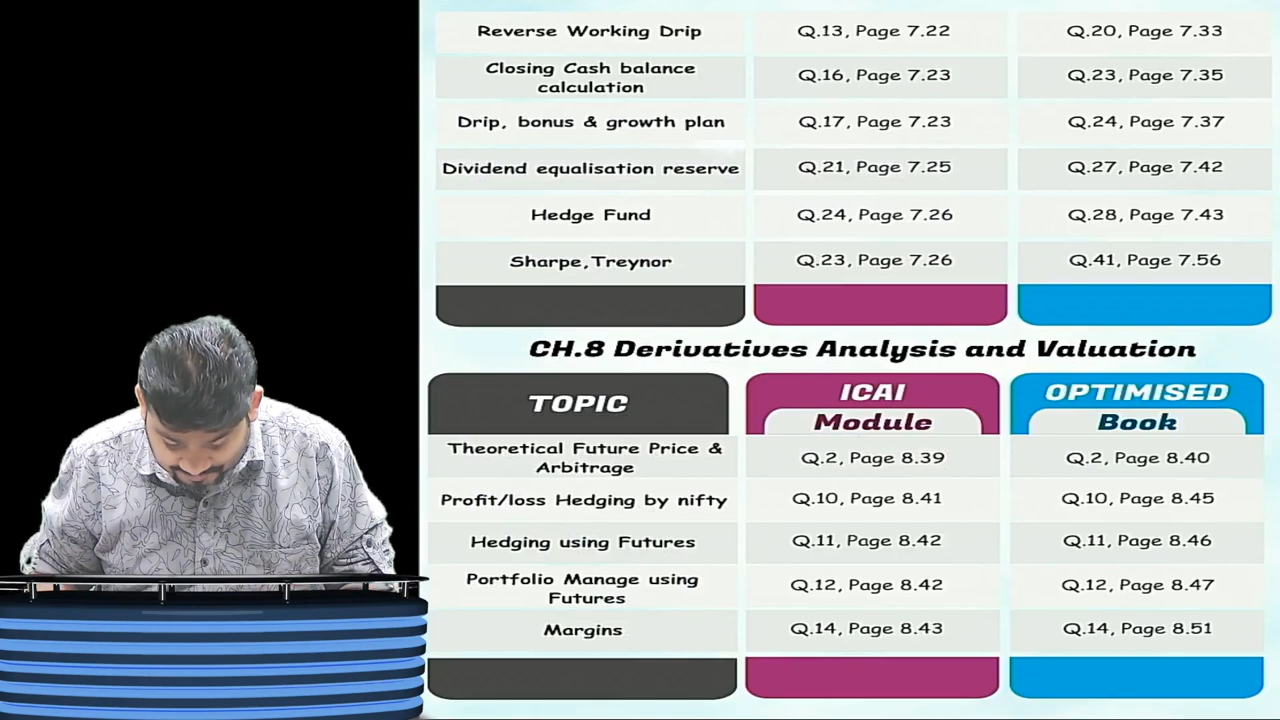 Reverse Working Drip Q.13, Page 7.22 Q.20, Page 7.33
Closing Cash balance
calculation Q.16, Page 7.23 Q.23, Page 7.35
Drip, bonus & growth plan Q.17, Page 7.23 Q.24, Page 7.37
Dividend equalisation reserve Q.21, Page 7.25 Q.27, Page 7.42
Hedge Fund Q.24, Page 7.26 Q.28, Page 7.43
Sharpe,Treynor Q.23, Page 7.26 Q.41, Page 7.56
CH.8 Derivatives Analysis and Valuation
TOPIC ICAI OPTIMISED
Module Book
Theoretical Future Price &
Arbitrage Q.2, Page 8.39 Q.2, Page 8.40
Profit/loss Hedging by nifty Q.10, Page 8.41 Q.10, Page 8.45
Hedging using Futures Q.11, Page 8.42 Q.11, Page 8.46
Portfolio Manage using
Futures Q.12, Page 8.42 Q.12, Page 8.47
Margins Q.14, Page 8.43 Q.14, Page 8.51